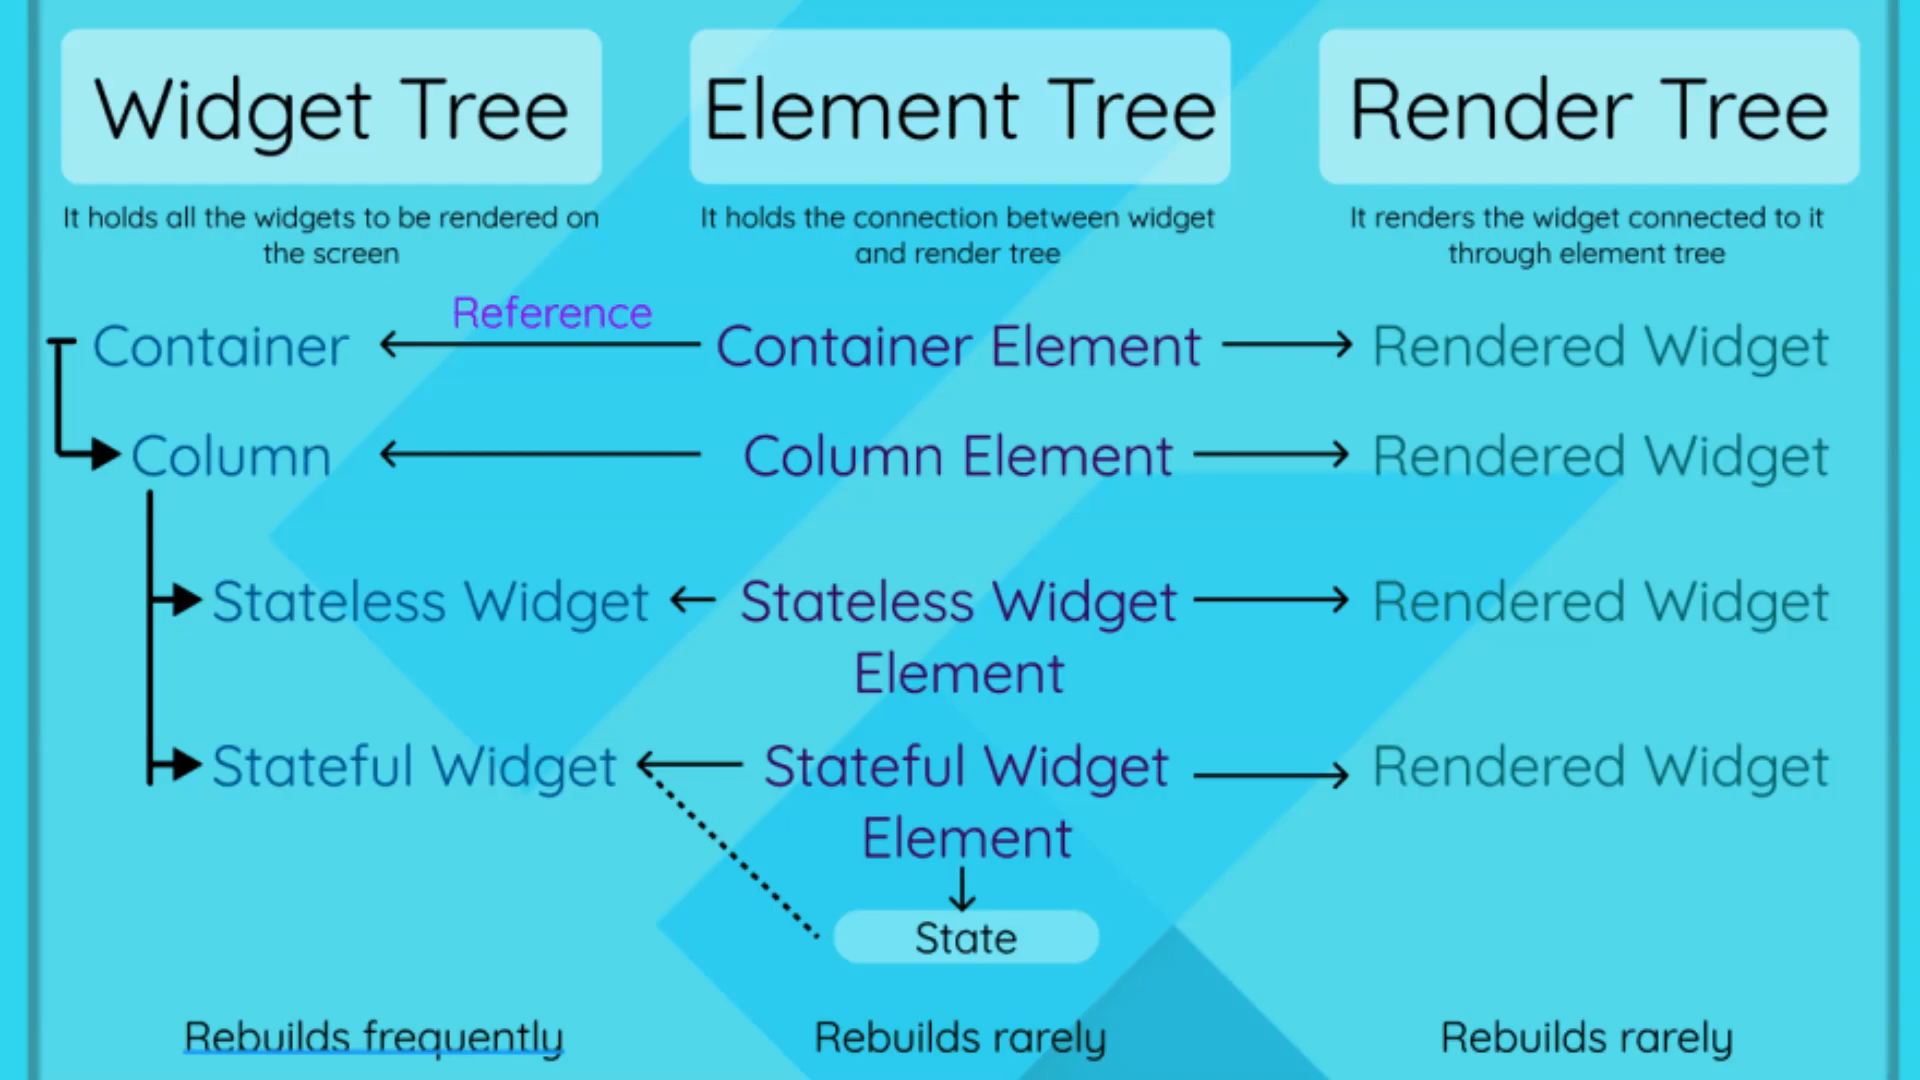 Widget Tree
Element Tree
Render Tree
It holds all the widgets to be rendered on
the screen
It holds the connection between widget
and render tree
It renders the widget connected to it
through element tree
Reference
Container
Container Element
Rendered Widget
Column
Column Element
Rendered Widget
Stateless Widget
Stateless Widget
Element
Rendered Widget
Stateful Widget
Stateful Widget
Element
Rendered Widget
State
Rebuilds frequently
Rebuilds rarely
Rebuilds rarely